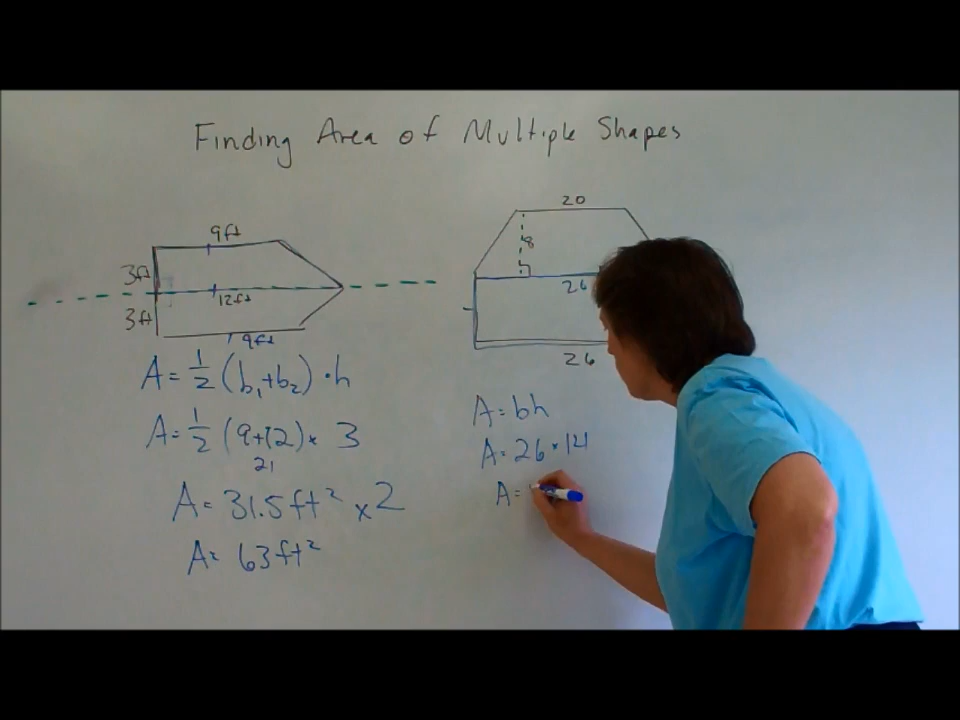 Finding Area of Multiple Shapes
9ft
3ft
12ft
3ft
9ft
A = 1/2 (b₁+b₂) · h
A = 1/2 (9+12) × 3
21
A = 31.5 ft² × 2
A = 63 ft²
20
8
26
26
A = bh
A = 26 × 14
A =